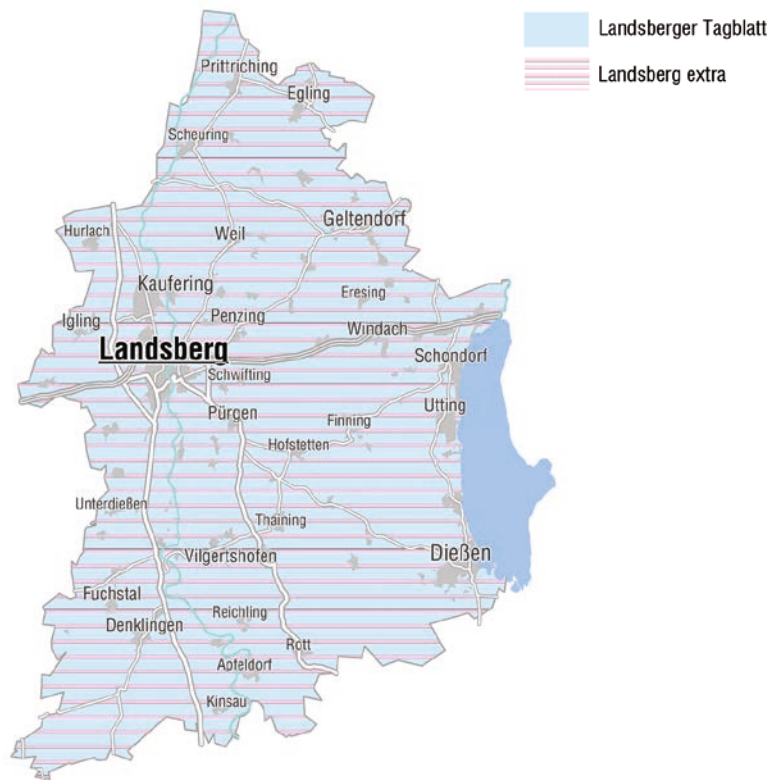 Landsberger Tagblatt
Landsberg extra
Prittriching
Egling
Scheuring
Geltendorf
Hurlach
Weil
Kaufering
Eresing
Igling
Penzing
Windach
Landsberg
Schondorf
Schwifting
Utting
Pürgen
Finning
Hofstetten
Unterdießen
Thaining
Vilgertshofen
Dießen
Fuchstal
Reichling
Denklingen
Rott
Apfeldorf
Kinsau